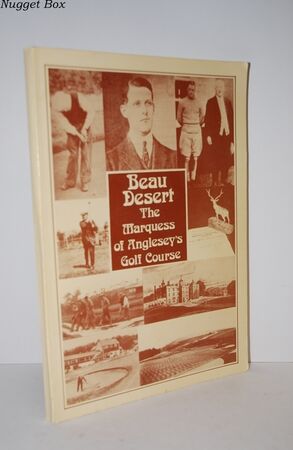 Nugget Box
Beau
Desert
The
Marquess
of Anglesey's
Golf Course